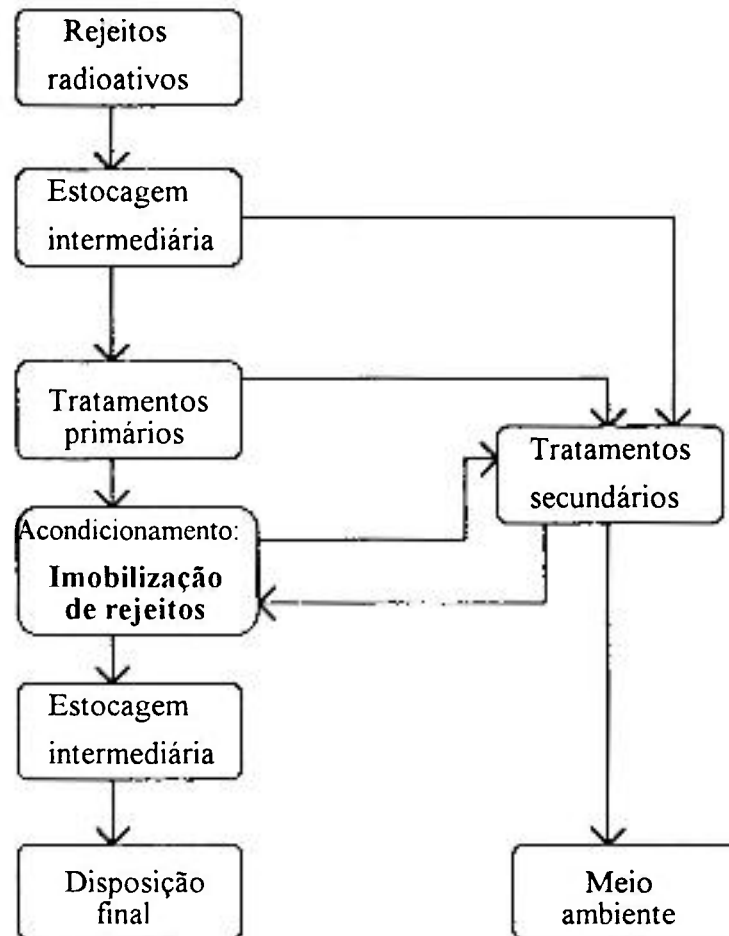 Rejeitos
radioativos
Estocagem
intermediária
Tratamentos
primários
Tratamentos
secundários
Acondicionamento:
Imobilização
de rejeitos
Estocagem
intermediária
Disposição
final
Meio
ambiente